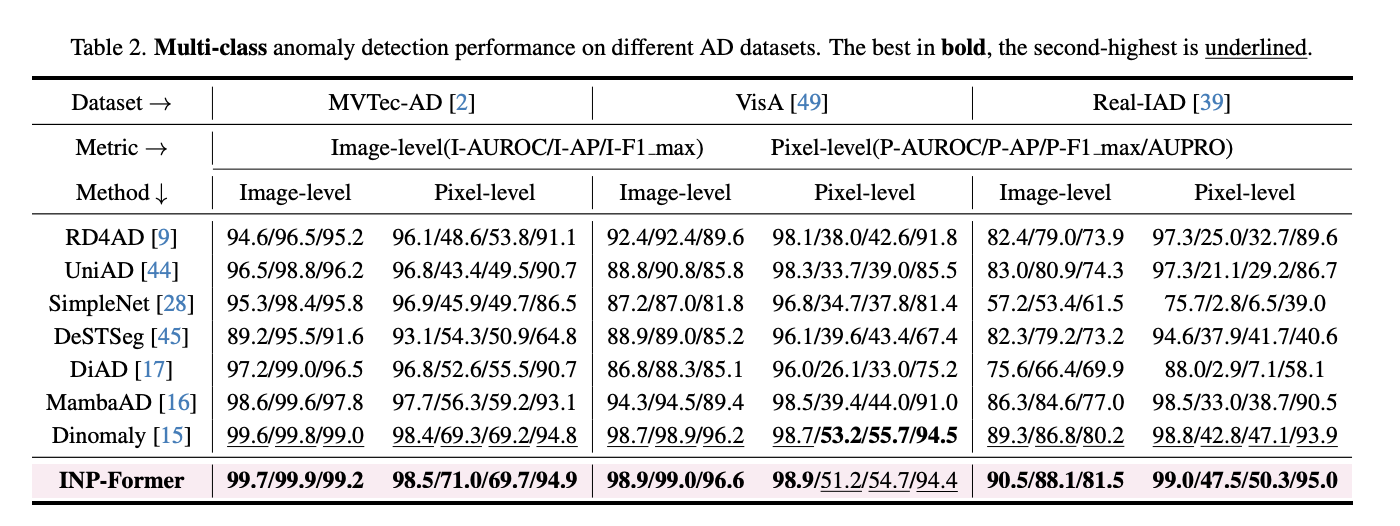 Table 2. Multi-class anomaly detection performance on different AD datasets. The best in bold, the second-highest is underlined.
Dataset → MVTec-AD [2] VisA [49] Real-IAD [39]
Metric → Image-level(I-AUROC/I-AP/I-F1_max) Pixel-level(P-AUROC/P-AP/P-F1_max/AUPRO)
Method ↓ Image-level Pixel-level Image-level Pixel-level Image-level Pixel-level
RD4AD [9] 94.6/96.5/95.2 96.1/48.6/53.8/91.1 92.4/92.4/89.6 98.1/38.0/42.6/91.8 82.4/79.0/73.9 97.3/25.0/32.7/89.6
UniAD [44] 96.5/98.8/96.2 96.8/43.4/49.5/90.7 88.8/90.8/85.8 98.3/33.7/39.0/85.5 83.0/80.9/74.3 97.3/21.1/29.2/86.7
SimpleNet [28] 95.3/98.4/95.8 96.9/45.9/49.7/86.5 87.2/87.0/81.8 96.8/34.7/37.8/81.4 57.2/53.4/61.5 75.7/2.8/6.5/39.0
DeSTSeg [45] 89.2/95.5/91.6 93.1/54.3/50.9/64.8 88.9/89.0/85.2 96.1/39.6/43.4/67.4 82.3/79.2/73.2 94.6/37.9/41.7/40.6
DiAD [17] 97.2/99.0/96.5 96.8/52.6/55.5/90.7 86.8/88.3/85.1 96.0/26.1/33.0/75.2 75.6/66.4/69.9 88.0/2.9/7.1/58.1
MambaAD [16] 98.6/99.6/97.8 97.7/56.3/59.2/93.1 94.3/94.5/89.4 98.5/39.4/44.0/91.0 86.3/84.6/77.0 98.5/33.0/38.7/90.5
Dinomaly [15] 99.6/99.8/99.0 98.4/69.3/69.2/94.8 98.7/98.9/96.2 98.7/53.2/55.7/94.5 89.3/86.8/80.2 98.8/42.8/47.1/93.9
INP-Former 99.7/99.9/99.2 98.5/71.0/69.7/94.9 98.9/99.0/96.6 98.9/51.2/54.7/94.4 90.5/88.1/81.5 99.0/47.5/50.3/95.0